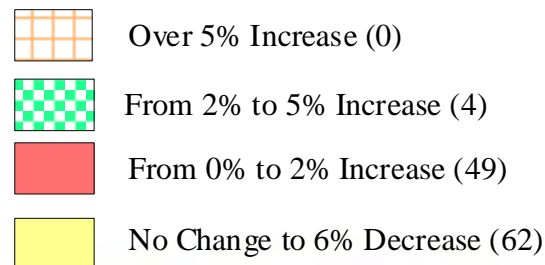 Over 5% Increase (0)
From 2% to 5% Increase (4)
From 0% to 2% Increase (49)
No Change to 6% Decrease (62)